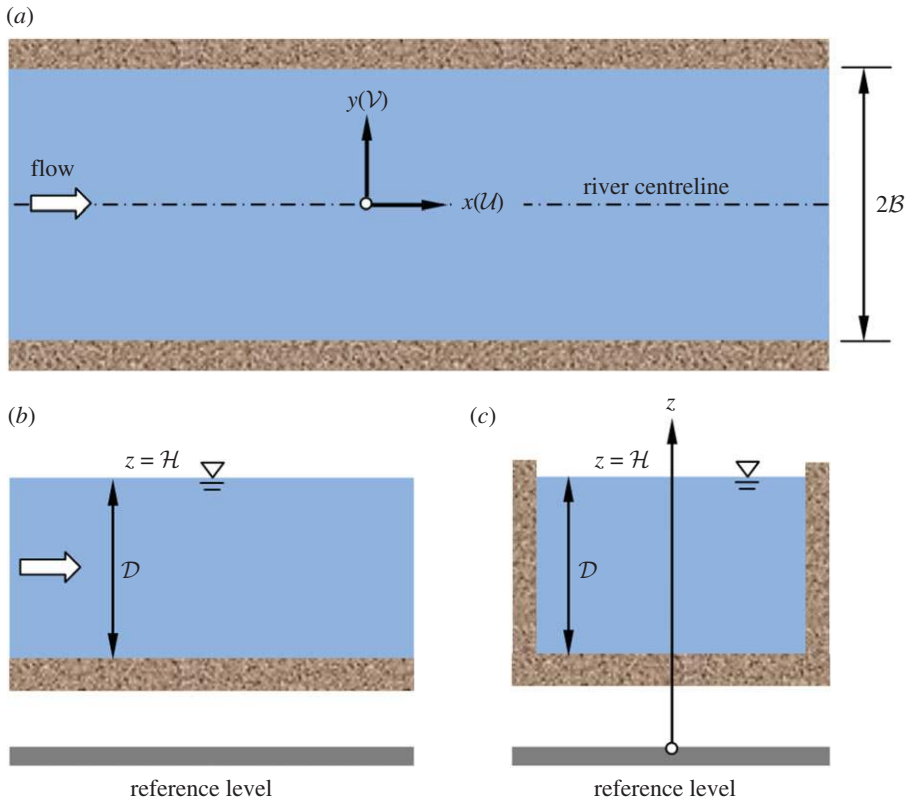 (a)
y(𝒱)
flow
x(𝒰)
river centreline
2ℬ
(b)
(c)
z
z = ℋ
z = ℋ
𝒟
𝒟
reference level
reference level